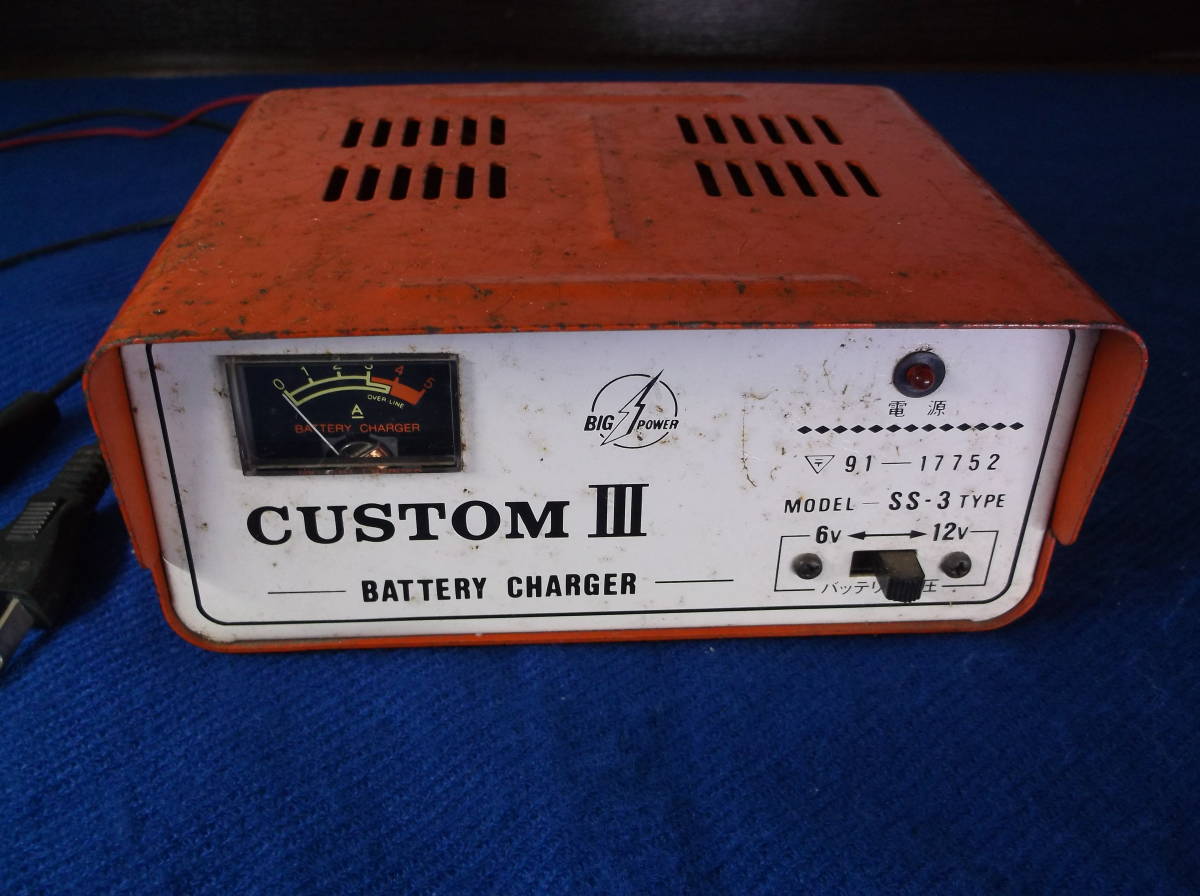 0 1 2 3 4 5
OVER LINE
A
BATTERY CHARGER
BIG POWER
電源
〒 91-17752
MODEL - SS-3 TYPE
CUSTOM III
6V ⟷ 12V
BATTERY CHARGER